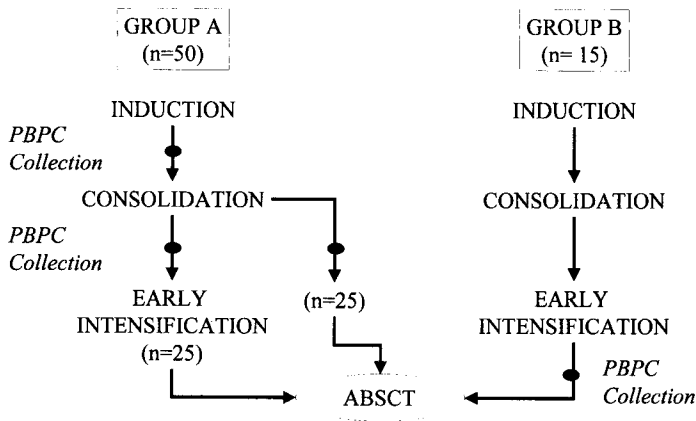 GROUP A
(n=50)
GROUP B
(n= 15)
INDUCTION
INDUCTION
PBPC
Collection
CONSOLIDATION
CONSOLIDATION
PBPC
Collection
EARLY
INTENSIFICATION
(n=25)
(n=25)
EARLY
INTENSIFICATION
PBPC
Collection
ABSCT